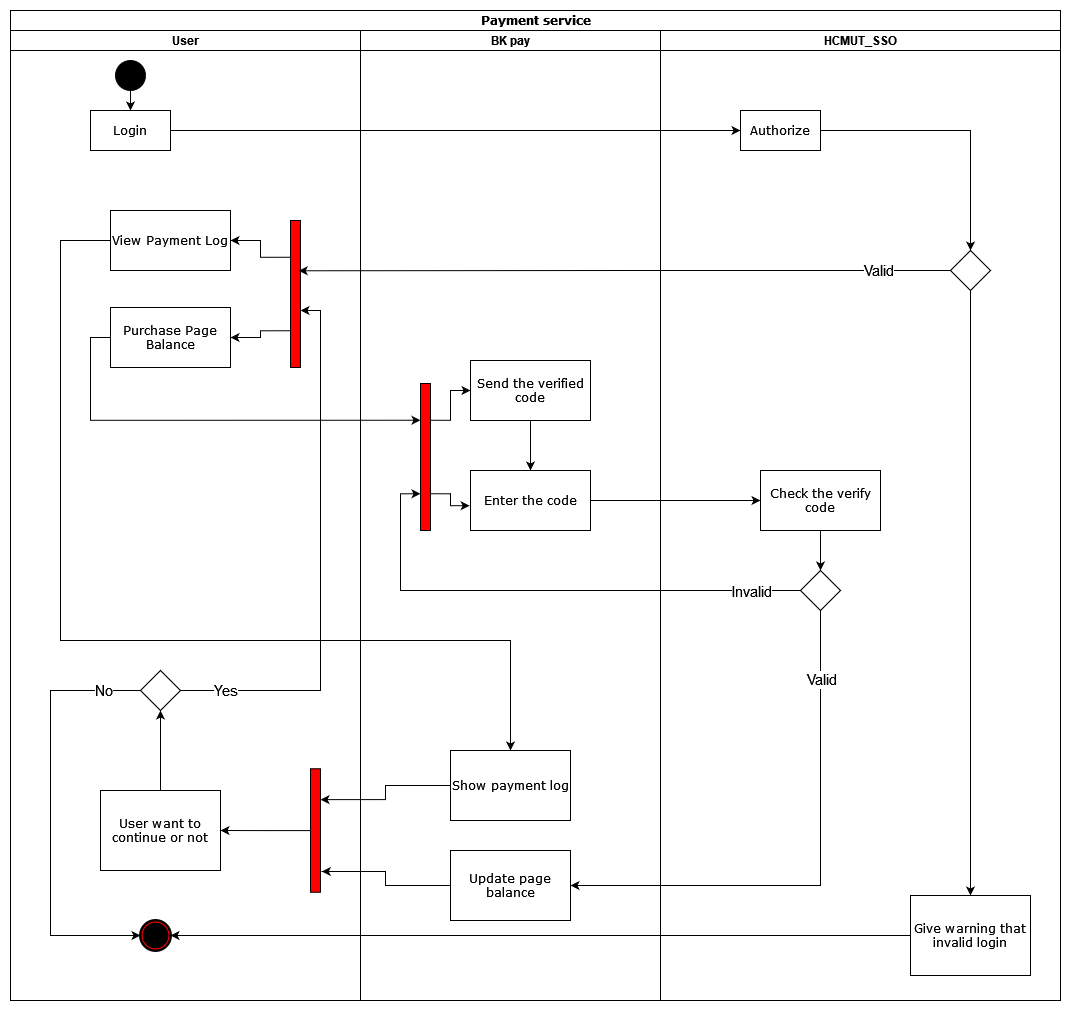 Payment service
User
BK pay
HCMUT_SSO
Login
Authorize
View Payment Log
Valid
Purchase Page
Balance
Send the verified
code
Enter the code
Check the verify
code
Invalid
Valid
No
Yes
Show payment log
User want to
continue or not
Update page
balance
Give warning that
invalid login